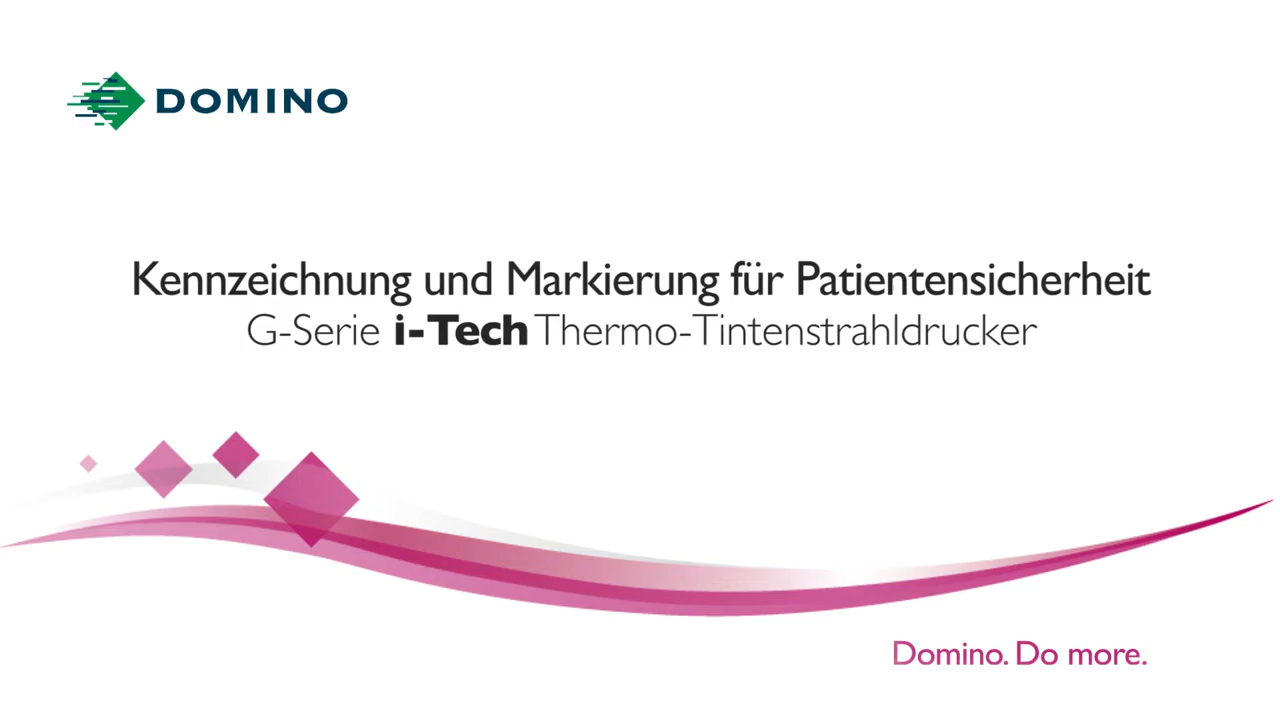 DOMINO
Kennzeichnung und Markierung für Patientensicherheit
G-Serie i-Tech Thermo-Tintenstrahldrucker
Domino. Do more.